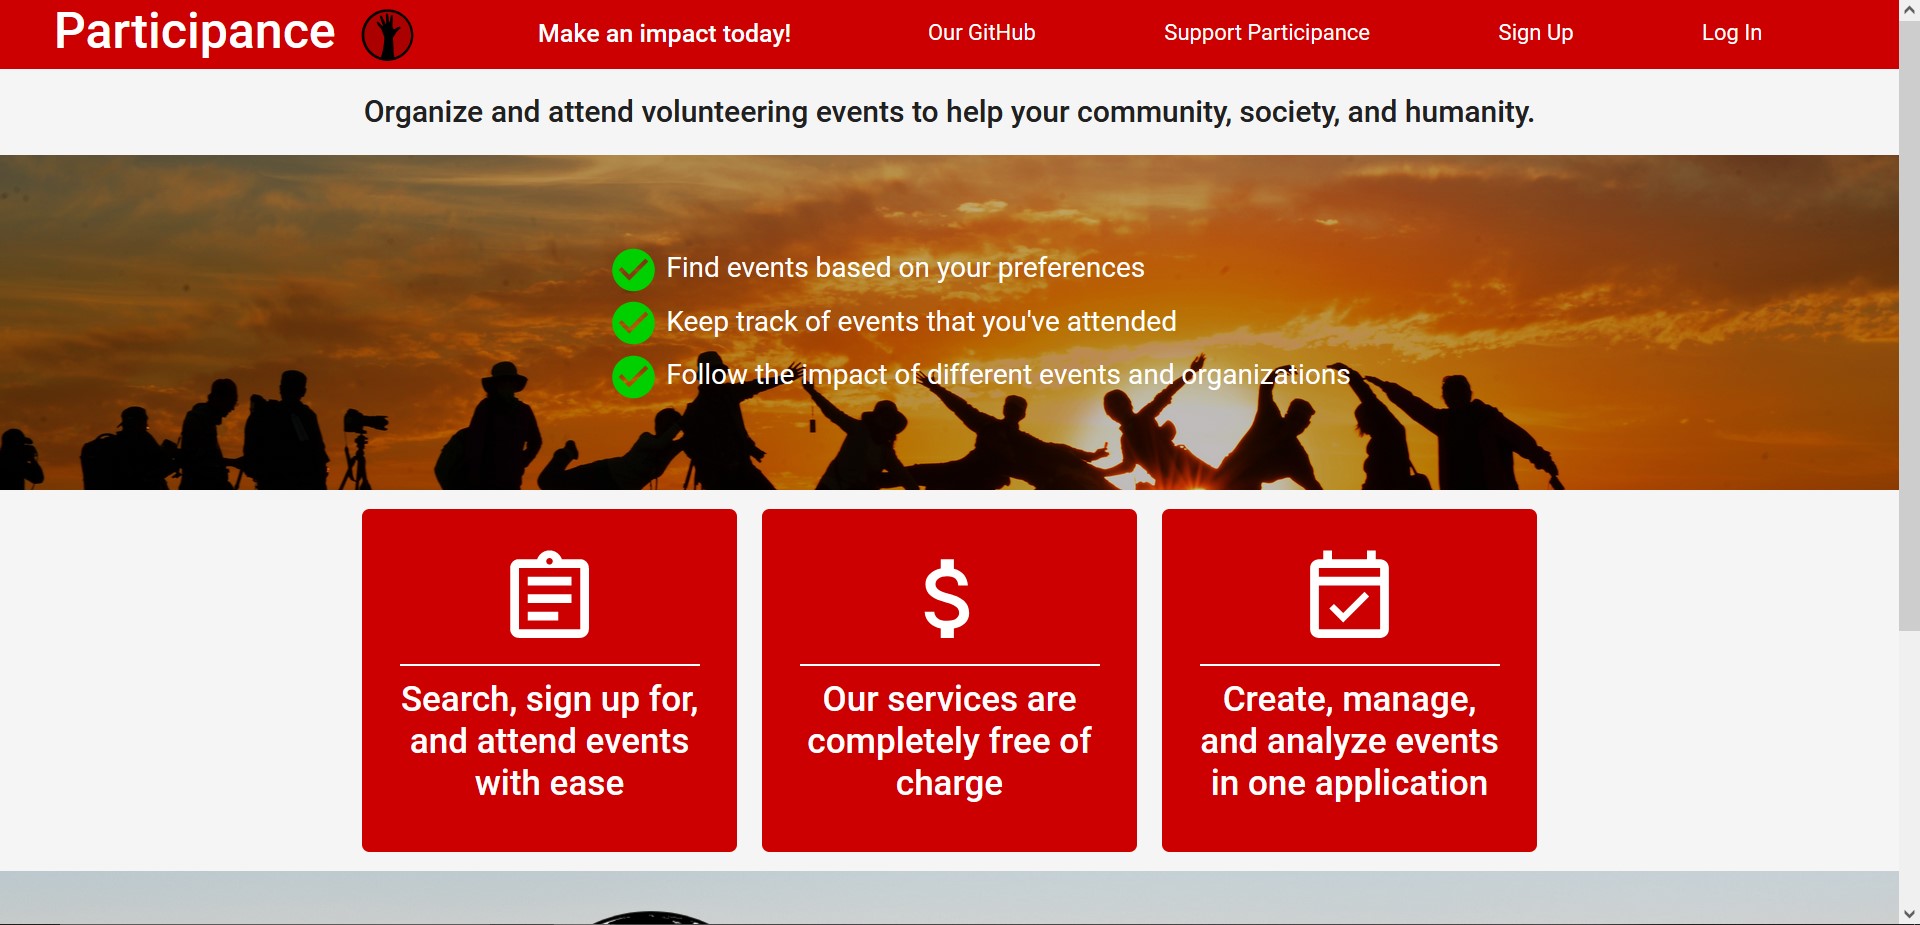 Participance
Make an impact today!
Our GitHub
Support Participance
Sign Up
Log In
Organize and attend volunteering events to help your community, society, and humanity.
Find events based on your preferences
Keep track of events that you've attended
Follow the impact of different events and organizations
Search, sign up for,
and attend events
with ease
Our services are
completely free of
charge
Create, manage,
and analyze events
in one application